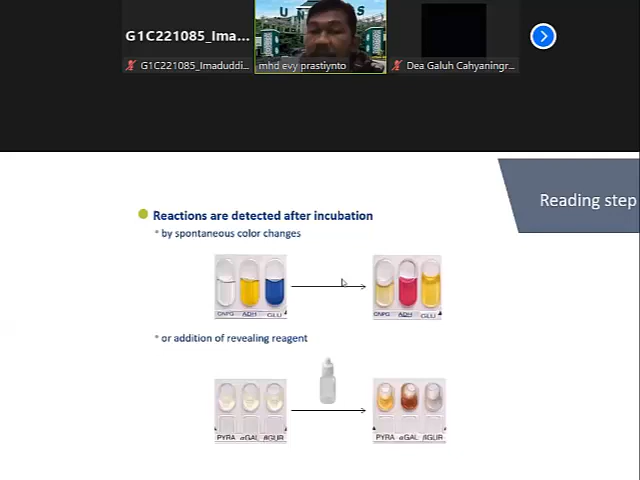 G1C221085_Ima...
G1C221085_Imaduddi...
mhd evy prastiynto
Dea Galuh Cahyaningr...
Reading step
Reactions are detected after incubation
by spontaneous color changes
ONPG ADH GLU
ONPG ADH GLU
or addition of revealing reagent
PYRA αGAL βGUR
PYRA αGAL βGUR